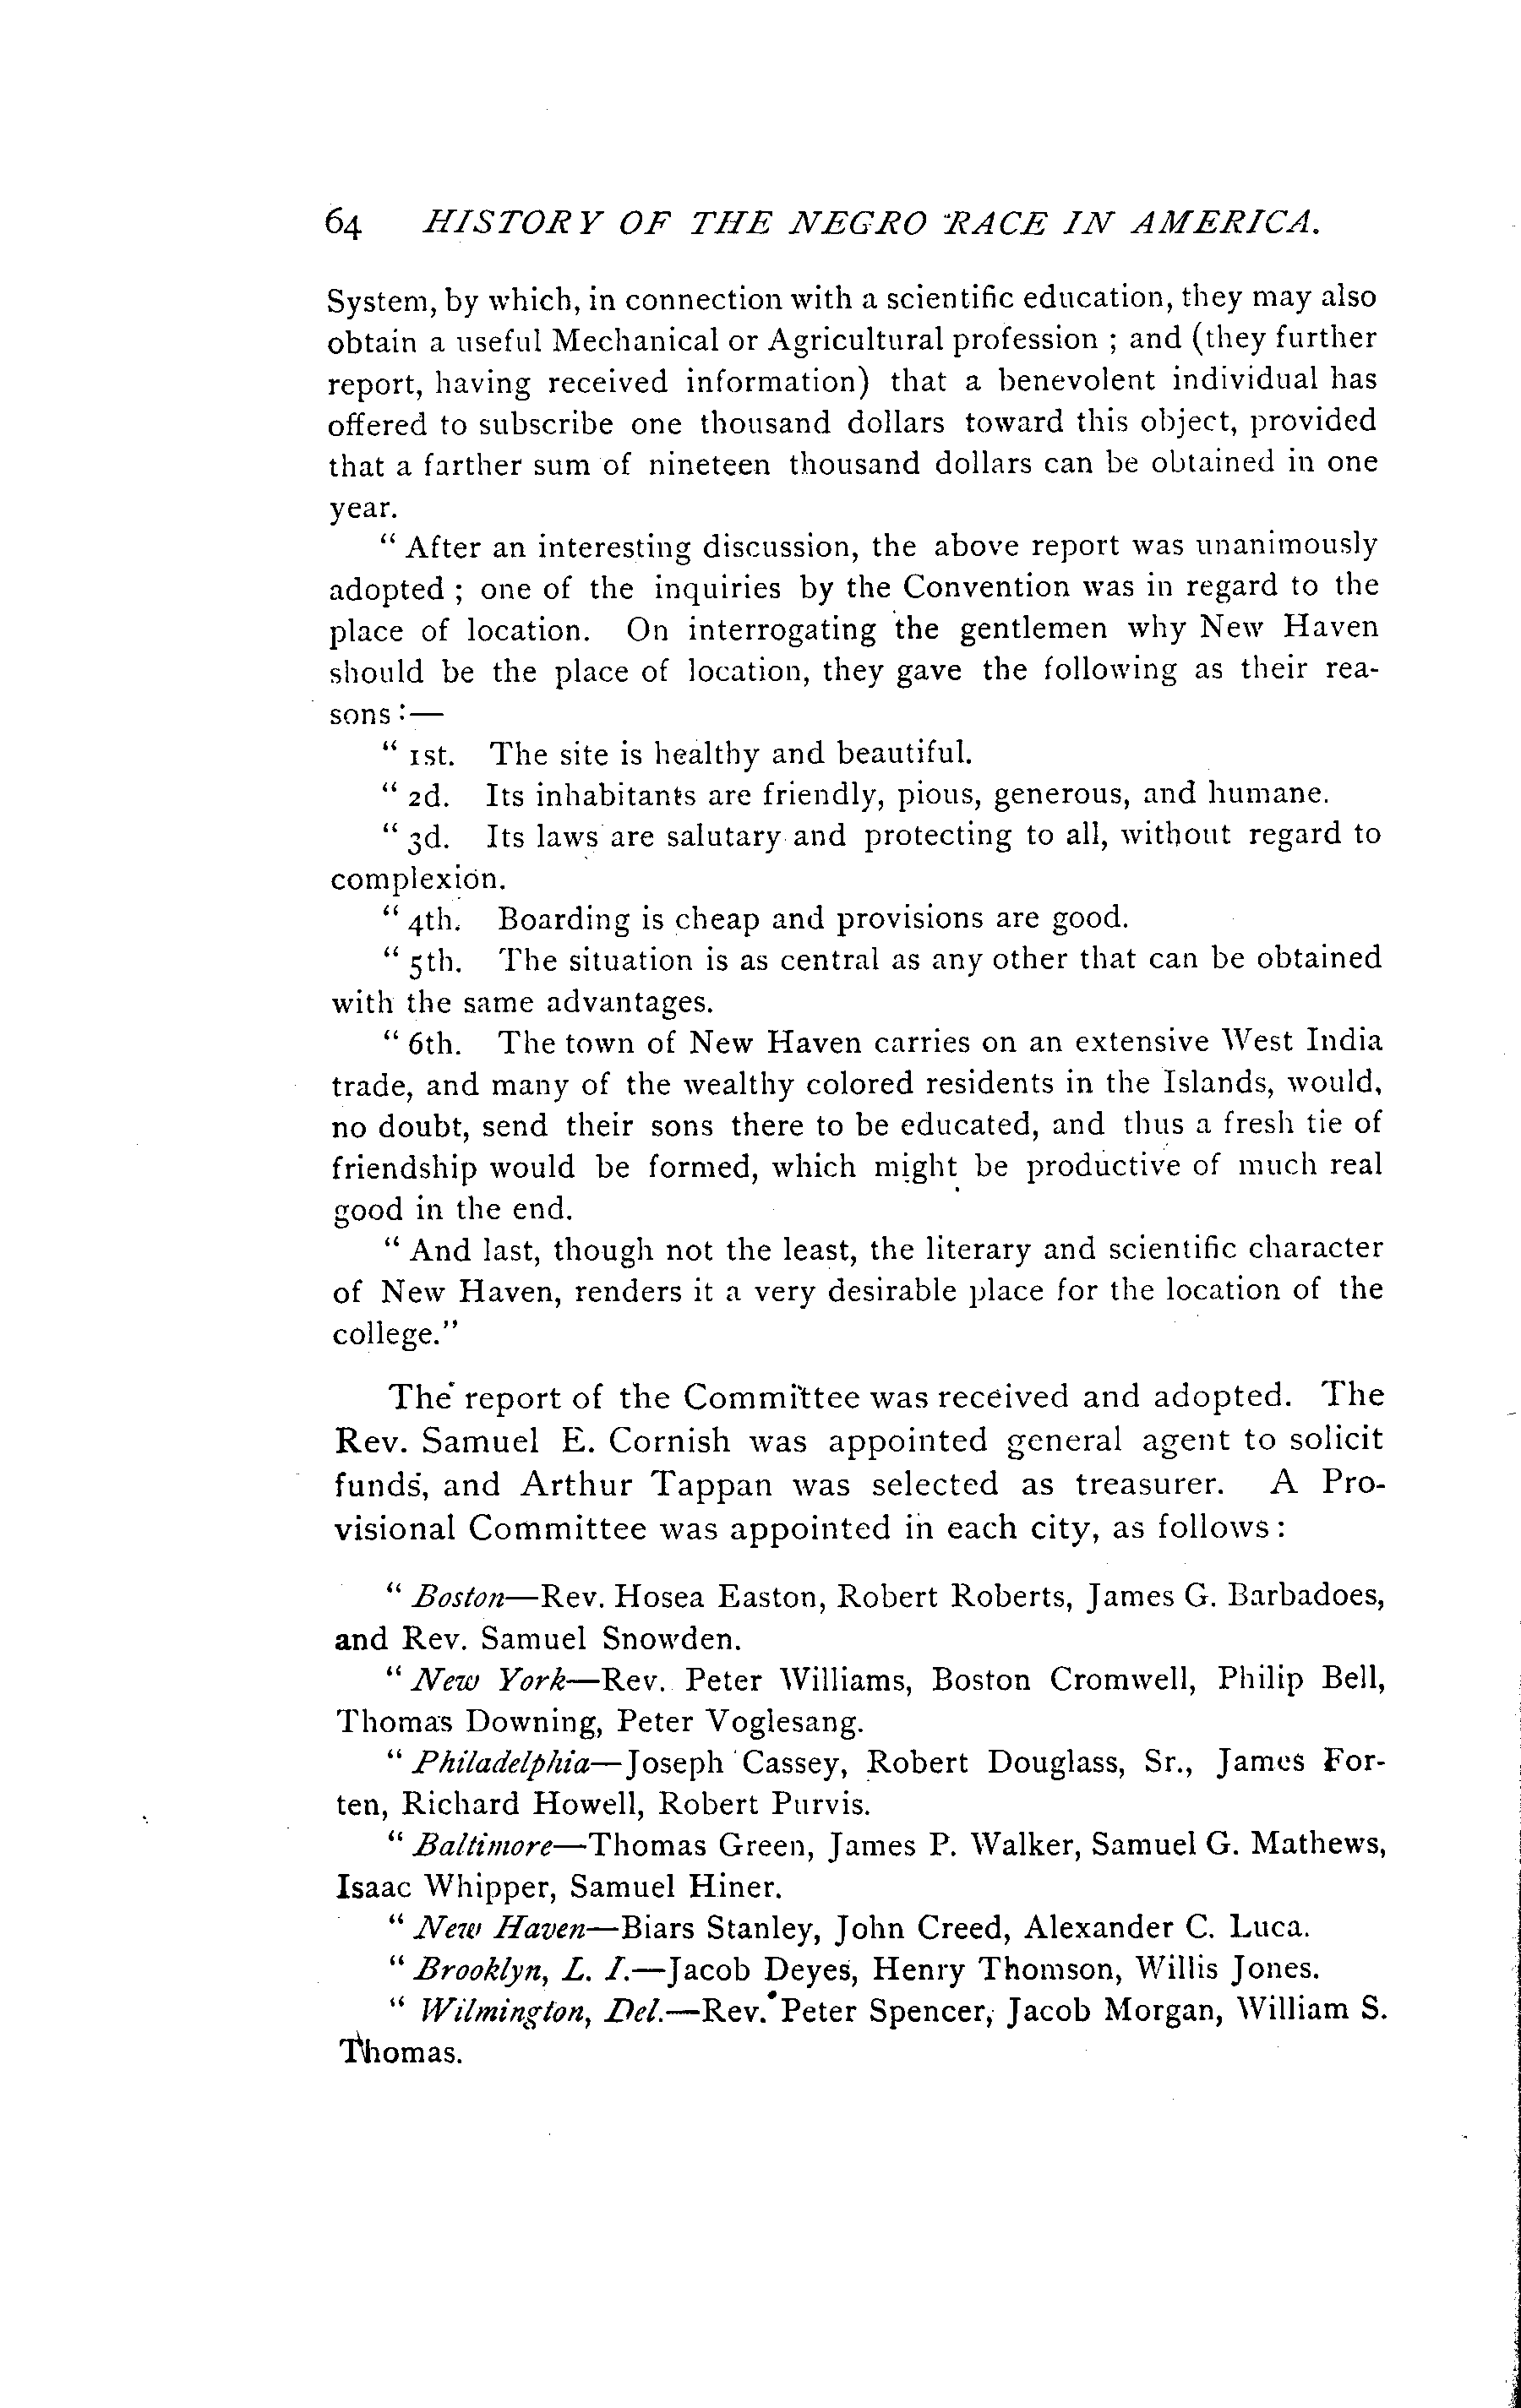 64 HISTORY OF THE NEGRO RACE IN AMERICA.
System, by which, in connection with a scientific education, they may also
obtain a useful Mechanical or Agricultural profession ; and (they further
report, having received information) that a benevolent individual has
offered to subscribe one thousand dollars toward this object, provided
that a farther sum of nineteen thousand dollars can be obtained in one
year.
" After an interesting discussion, the above report was unanimously
adopted ; one of the inquiries by the Convention was in regard to the
place of location. On interrogating the gentlemen why New Haven
should be the place of location, they gave the following as their rea-
sons :—
" 1st. The site is healthy and beautiful.
" 2d. Its inhabitants are friendly, pious, generous, and humane.
" 3d. Its laws are salutary and protecting to all, without regard to
complexion.
" 4th. Boarding is cheap and provisions are good.
" 5th. The situation is as central as any other that can be obtained
with the same advantages.
" 6th. The town of New Haven carries on an extensive West India
trade, and many of the wealthy colored residents in the Islands, would,
no doubt, send their sons there to be educated, and thus a fresh tie of
friendship would be formed, which might be productive of much real
good in the end.
" And last, though not the least, the literary and scientific character
of New Haven, renders it a very desirable place for the location of the
college."
The report of the Committee was received and adopted. The
Rev. Samuel E. Cornish was appointed general agent to solicit
funds, and Arthur Tappan was selected as treasurer. A Pro-
visional Committee was appointed in each city, as follows :
" Boston—Rev. Hosea Easton, Robert Roberts, James G. Barbadoes,
and Rev. Samuel Snowden.
" New York—Rev. Peter Williams, Boston Cromwell, Philip Bell,
Thomas Downing, Peter Voglesang.
" Philadelphia—Joseph Cassey, Robert Douglass, Sr., James For-
ten, Richard Howell, Robert Purvis.
" Baltimore—Thomas Green, James P. Walker, Samuel G. Mathews,
Isaac Whipper, Samuel Hiner.
" New Haven—Biars Stanley, John Creed, Alexander C. Luca.
" Brooklyn, L. I.—Jacob Deyes, Henry Thomson, Willis Jones.
" Wilmington, Del.—Rev. Peter Spencer, Jacob Morgan, William S.
Thomas.